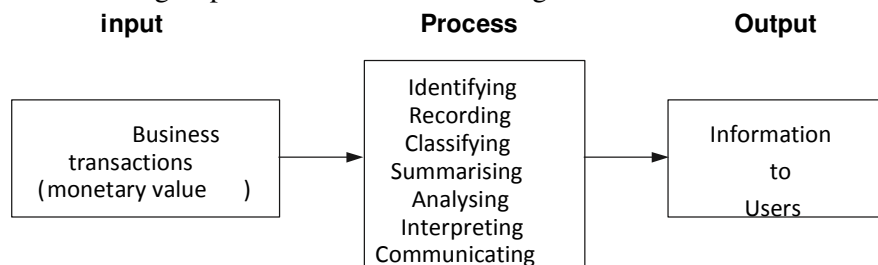 input
Process
Output
Business
transactions
(monetary value )
Identifying
Recording
Classifying
Summarising
Analysing
Interpreting
Communicating
Information
to
Users